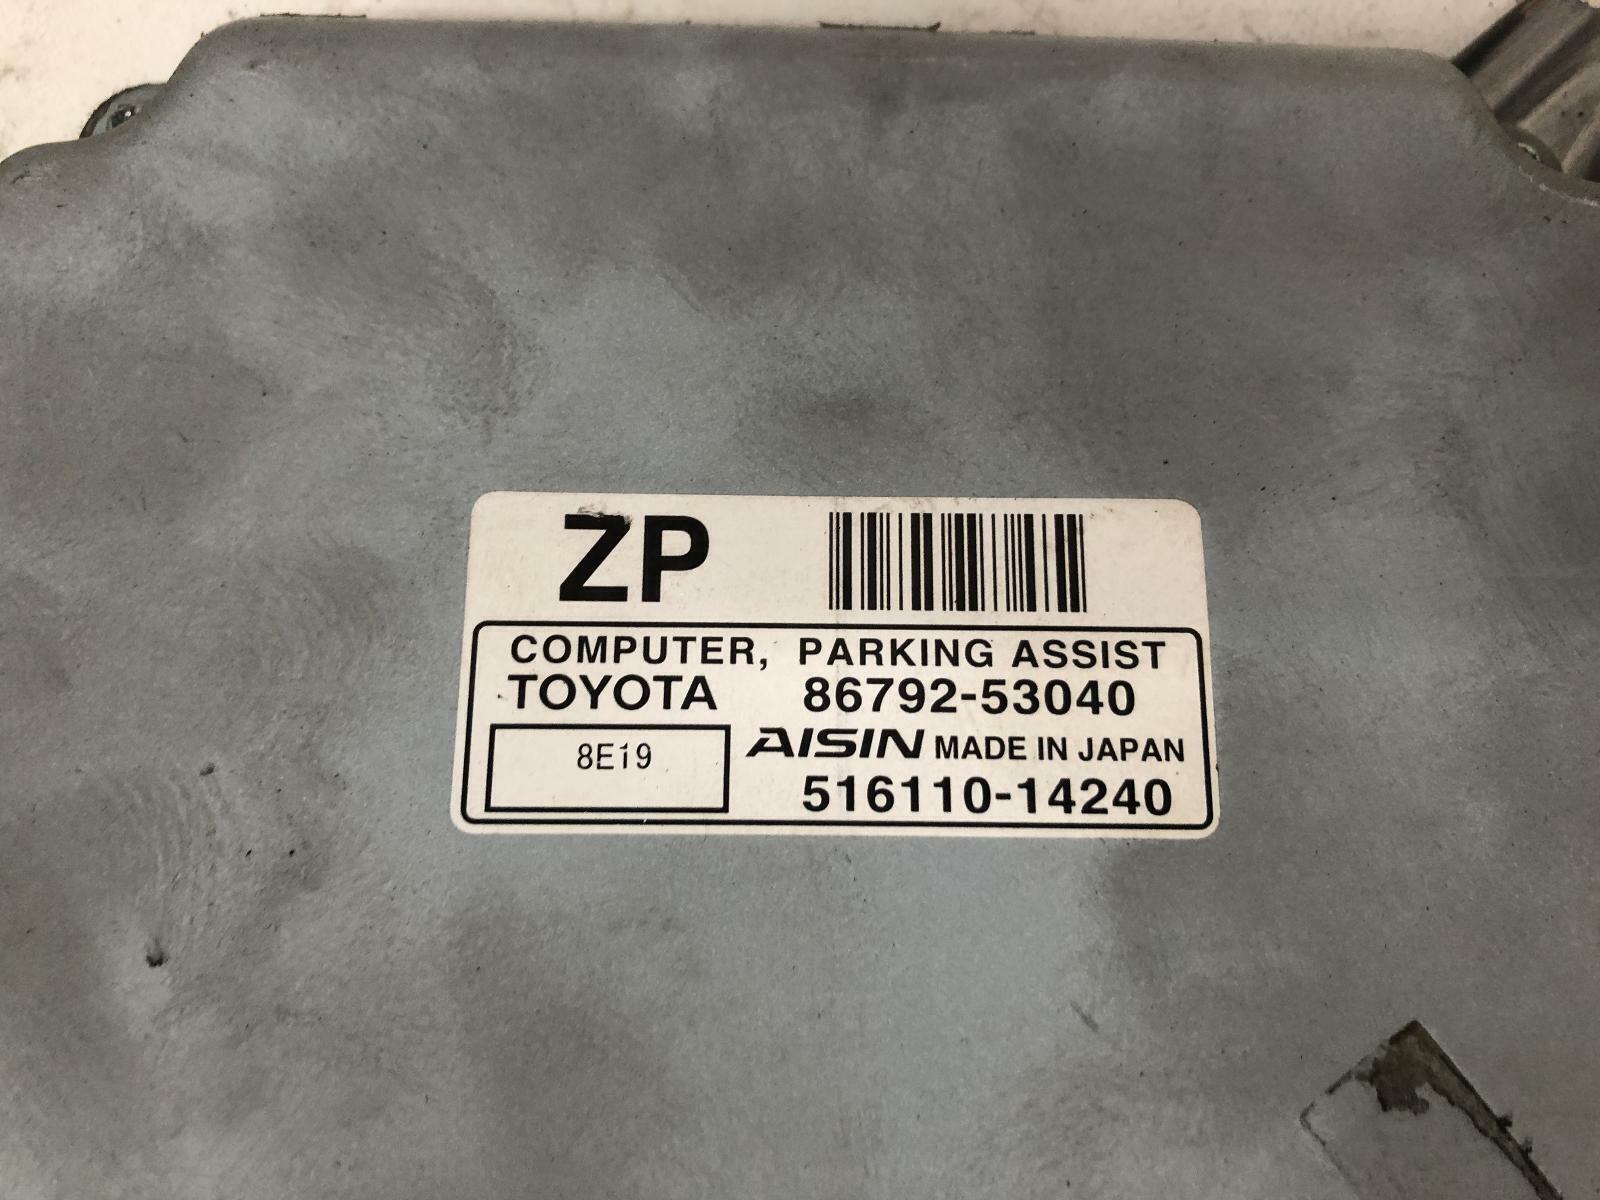 ZP
COMPUTER, PARKING ASSIST
TOYOTA 86792-53040
8E19 AISIN MADE IN JAPAN
516110-14240